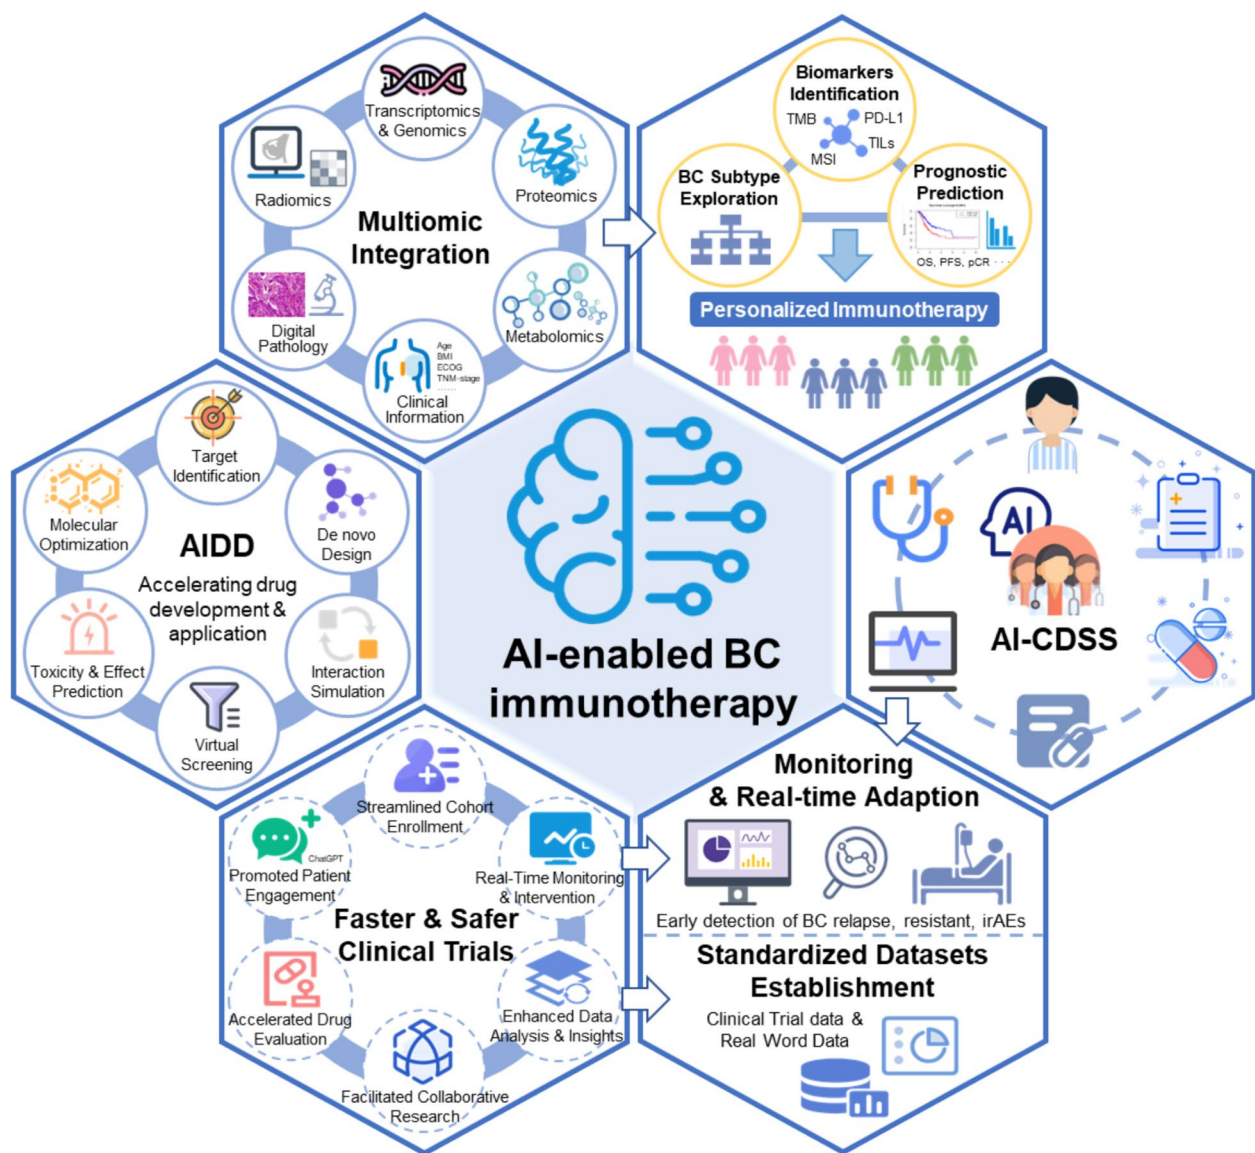 Transcriptomics
& Genomics
Radiomics
Proteomics
Multiomic
Integration
Digital
Pathology
Metabolomics
Age
BMI
ECOG
TNM-stage
......
Clinical
Information
Biomarkers
Identification
TMB
PD-L1
MSI
TILs
BC Subtype
Exploration
Prognostic
Prediction
OS, PFS, pCR ····
Personalized Immunotherapy
Target
Identification
Molecular
Optimization
De novo
Design
AIDD
Accelerating drug
development &
application
Toxicity & Effect
Prediction
Interaction
Simulation
Virtual
Screening
AI-enabled BC
immunotherapy
AI
AI-CDSS
Streamlined Cohort
Enrollment
ChatGPT
Promoted Patient
Engagement
Real-Time Monitoring
& Intervention
Faster & Safer
Clinical Trials
Accelerated Drug
Evaluation
Enhanced Data
Analysis & Insights
Facilitated Collaborative
Research
Monitoring
& Real-time Adaption
Early detection of BC relapse, resistant, irAEs
Standardized Datasets
Establishment
Clinical Trial data &
Real Word Data